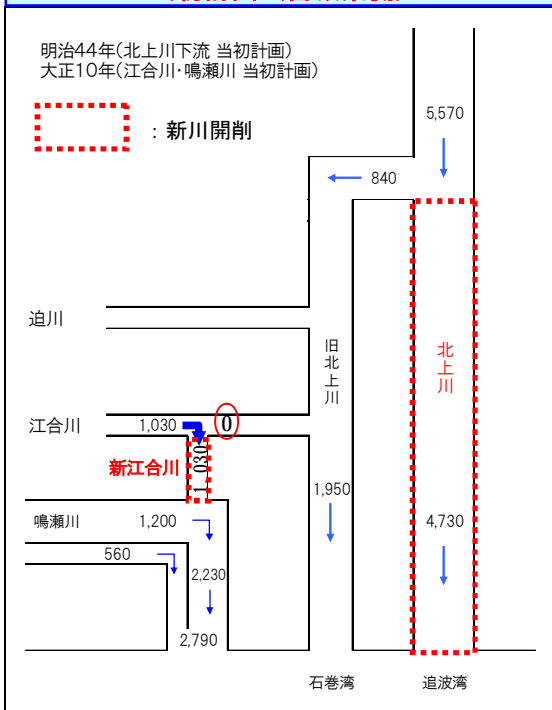 明治44年(北上川下流 当初計画)
大正10年(江合川・鳴瀬川 当初計画)
：新川開削
5,570
840
迫川
旧北上川
北上川
江合川
1,030
0
新江合川
1,030
1,950
鳴瀬川
1,200
4,730
560
2,230
2,790
石巻湾
追波湾